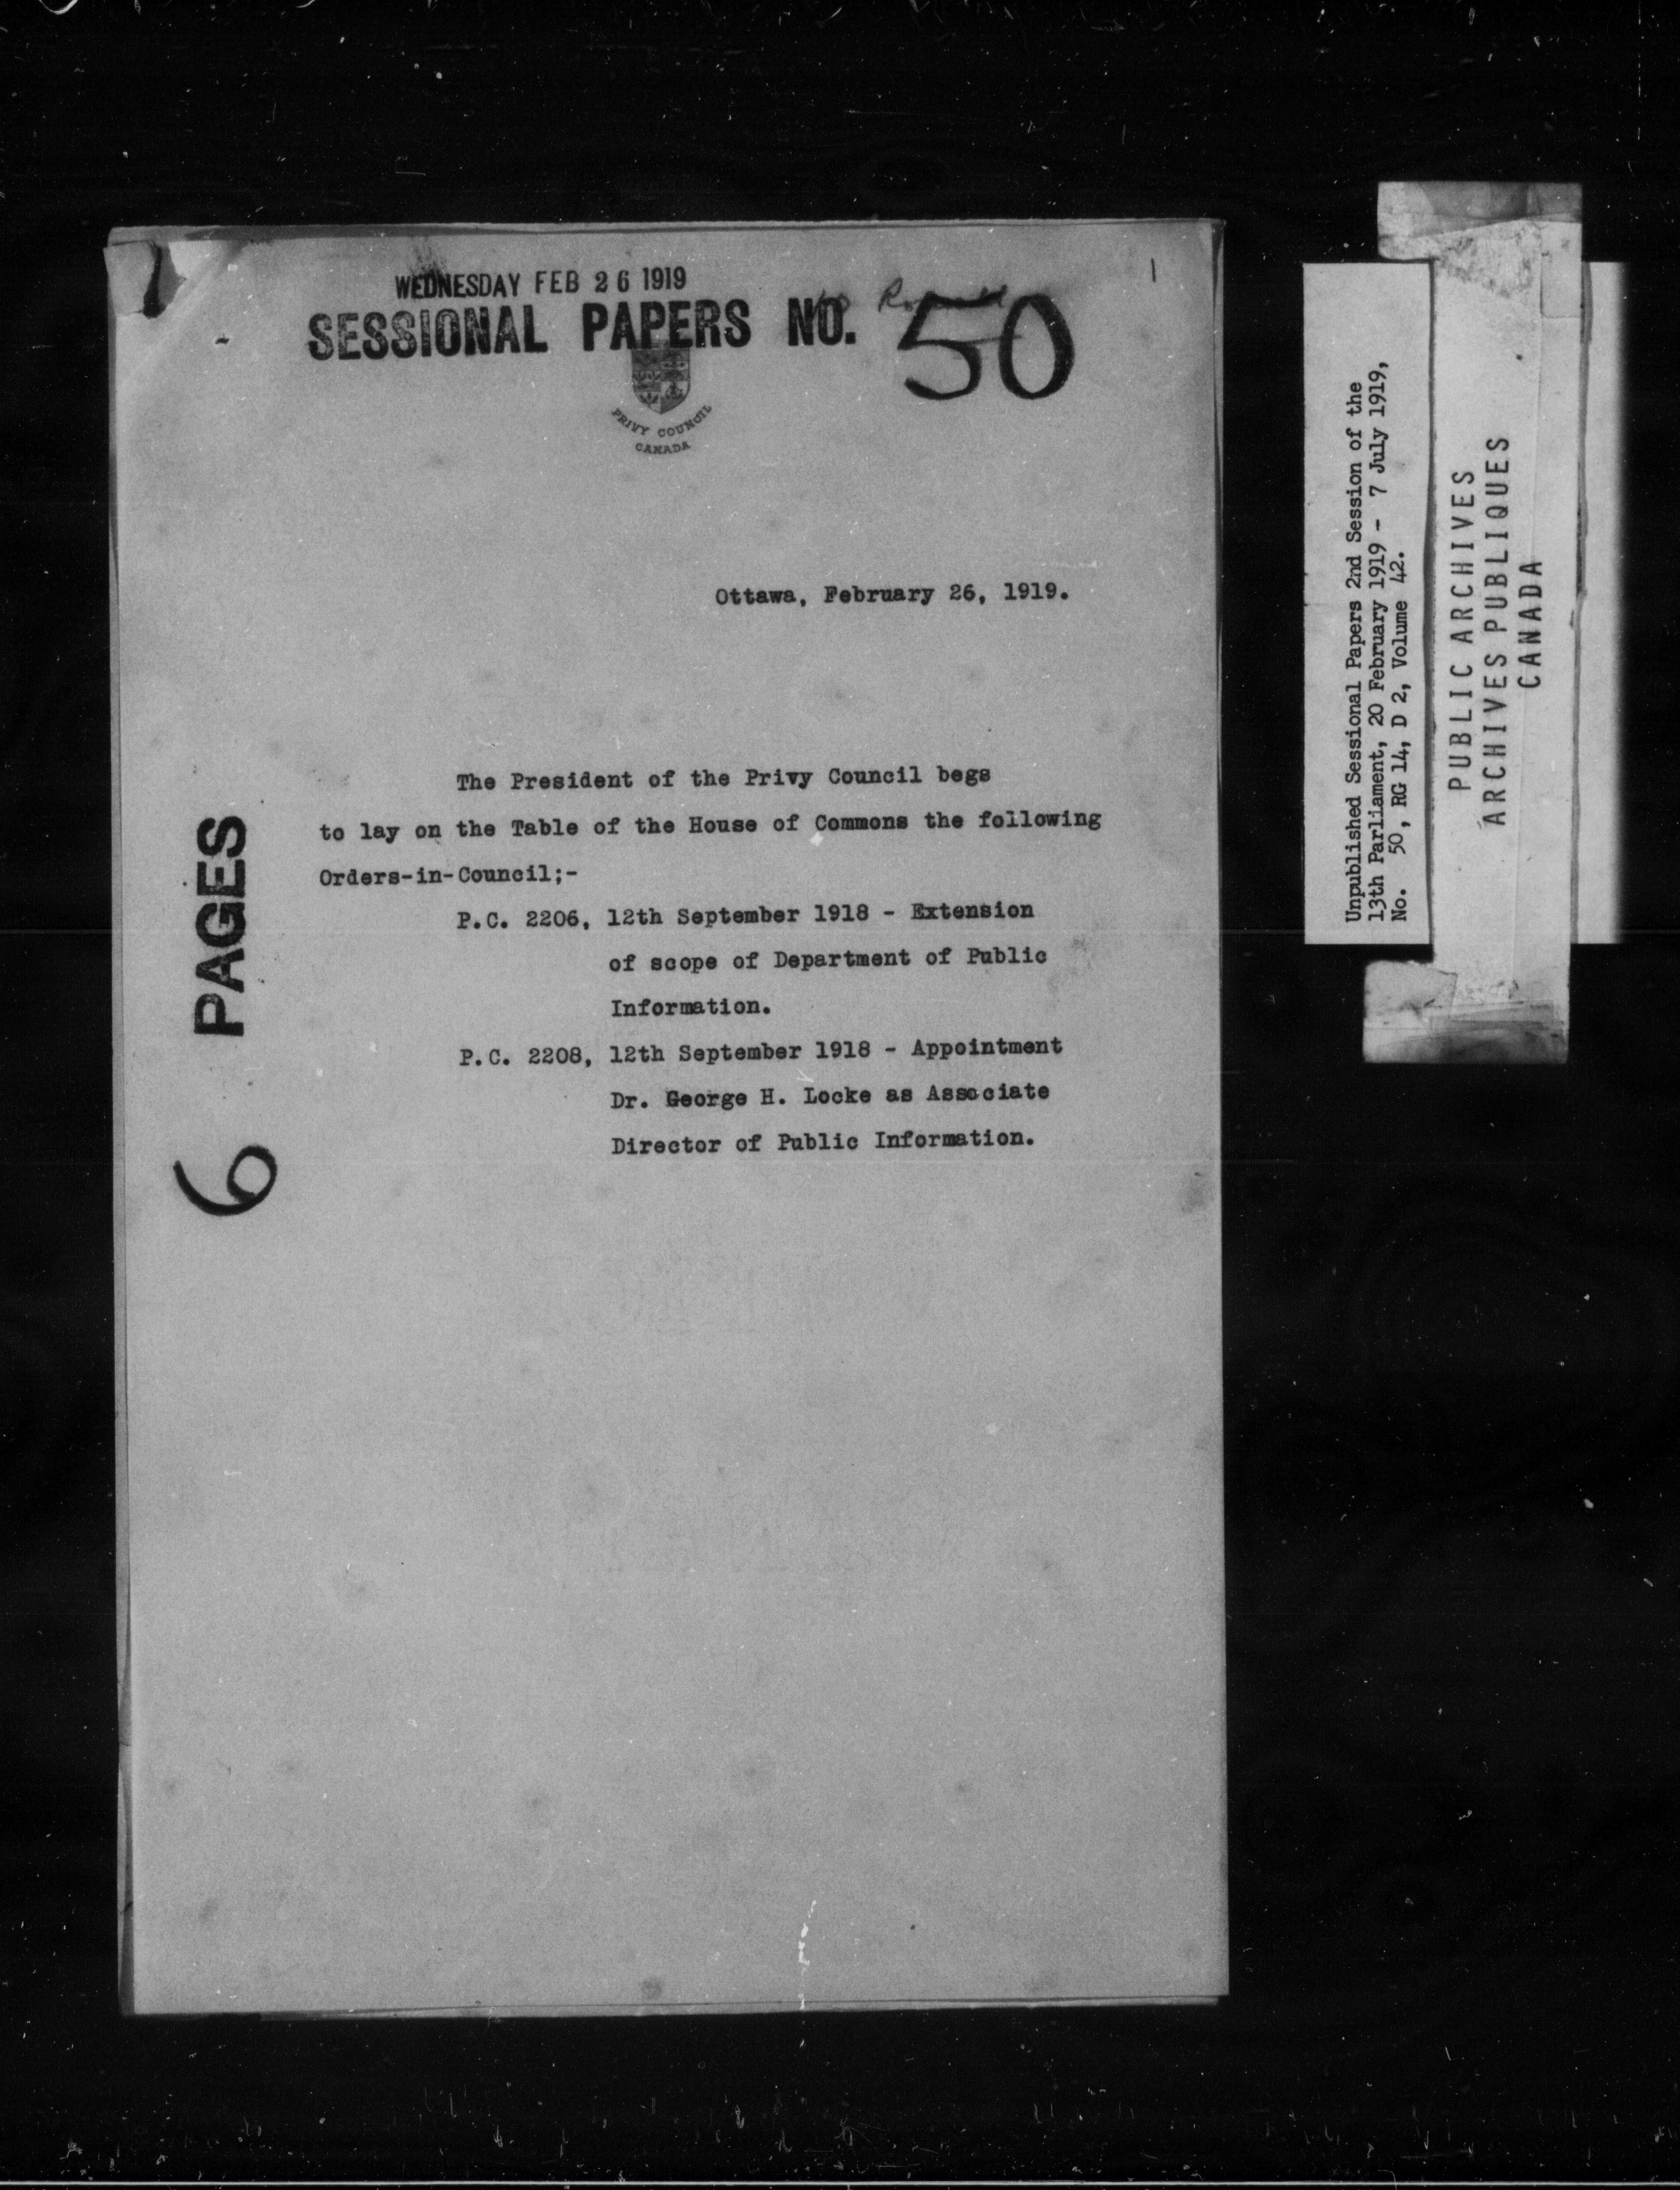 1
WEDNESDAY FEB 26 1919
SESSIONAL PAPERS NO. 50
PRIVY COUNCIL
CANADA
Ottawa, February 26, 1919.
The President of the Privy Council begs
to lay on the Table of the House of Commons the following
Orders-in-Council;-
P.C. 2206, 12th September 1918 - Extension
of scope of Department of Public
Information.
P.C. 2208, 12th September 1918 - Appointment
Dr. George H. Locke as Associate
Director of Public Information.
6 PAGES
Unpublished Sessional Papers 2nd Session of the
13th Parliament, 20 February 1919 - 7 July 1919,
No. 50, RG 14, D 2, Volume 42.
PUBLIC ARCHIVES
ARCHIVES PUBLIQUES
CANADA